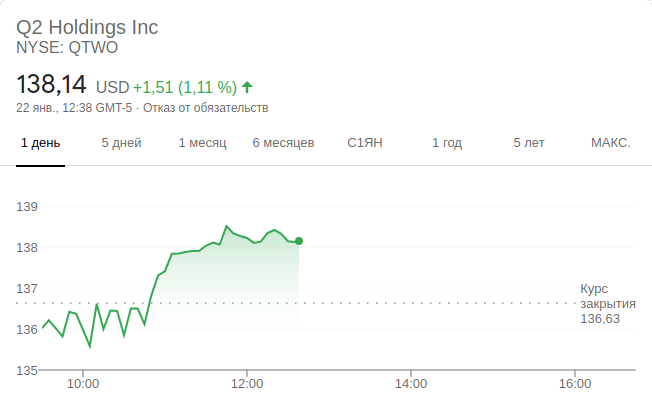 Q2 Holdings Inc
NYSE: QTWO
138,14 USD +1,51 (1,11 %)
22 янв., 12:38 GMT-5 · Отказ от обязательств
1 день 5 дней 1 месяц 6 месяцев С1ЯН 1 год 5 лет МАКС.
139
138
137
Курс
закрытия
136,63
136
135
10:00 12:00 14:00 16:00